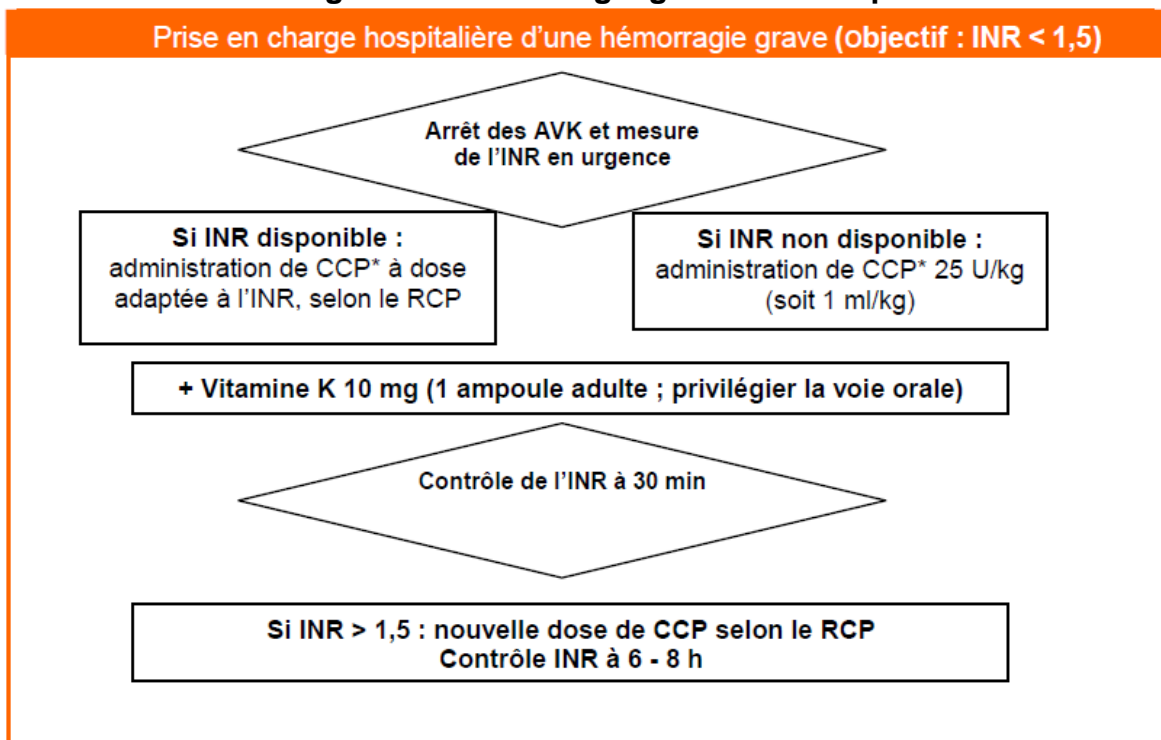 Prise en charge hospitalière d'une hémorragie grave (objectif : INR < 1,5)
Arrêt des AVK et mesure
de l'INR en urgence
Si INR disponible :
administration de CCP* à dose
adaptée à l'INR, selon le RCP
Si INR non disponible :
administration de CCP* 25 U/kg
(soit 1 ml/kg)
+ Vitamine K 10 mg (1 ampoule adulte ; privilégier la voie orale)
Contrôle de l'INR à 30 min
Si INR > 1,5 : nouvelle dose de CCP selon le RCP
Contrôle INR à 6 - 8 h